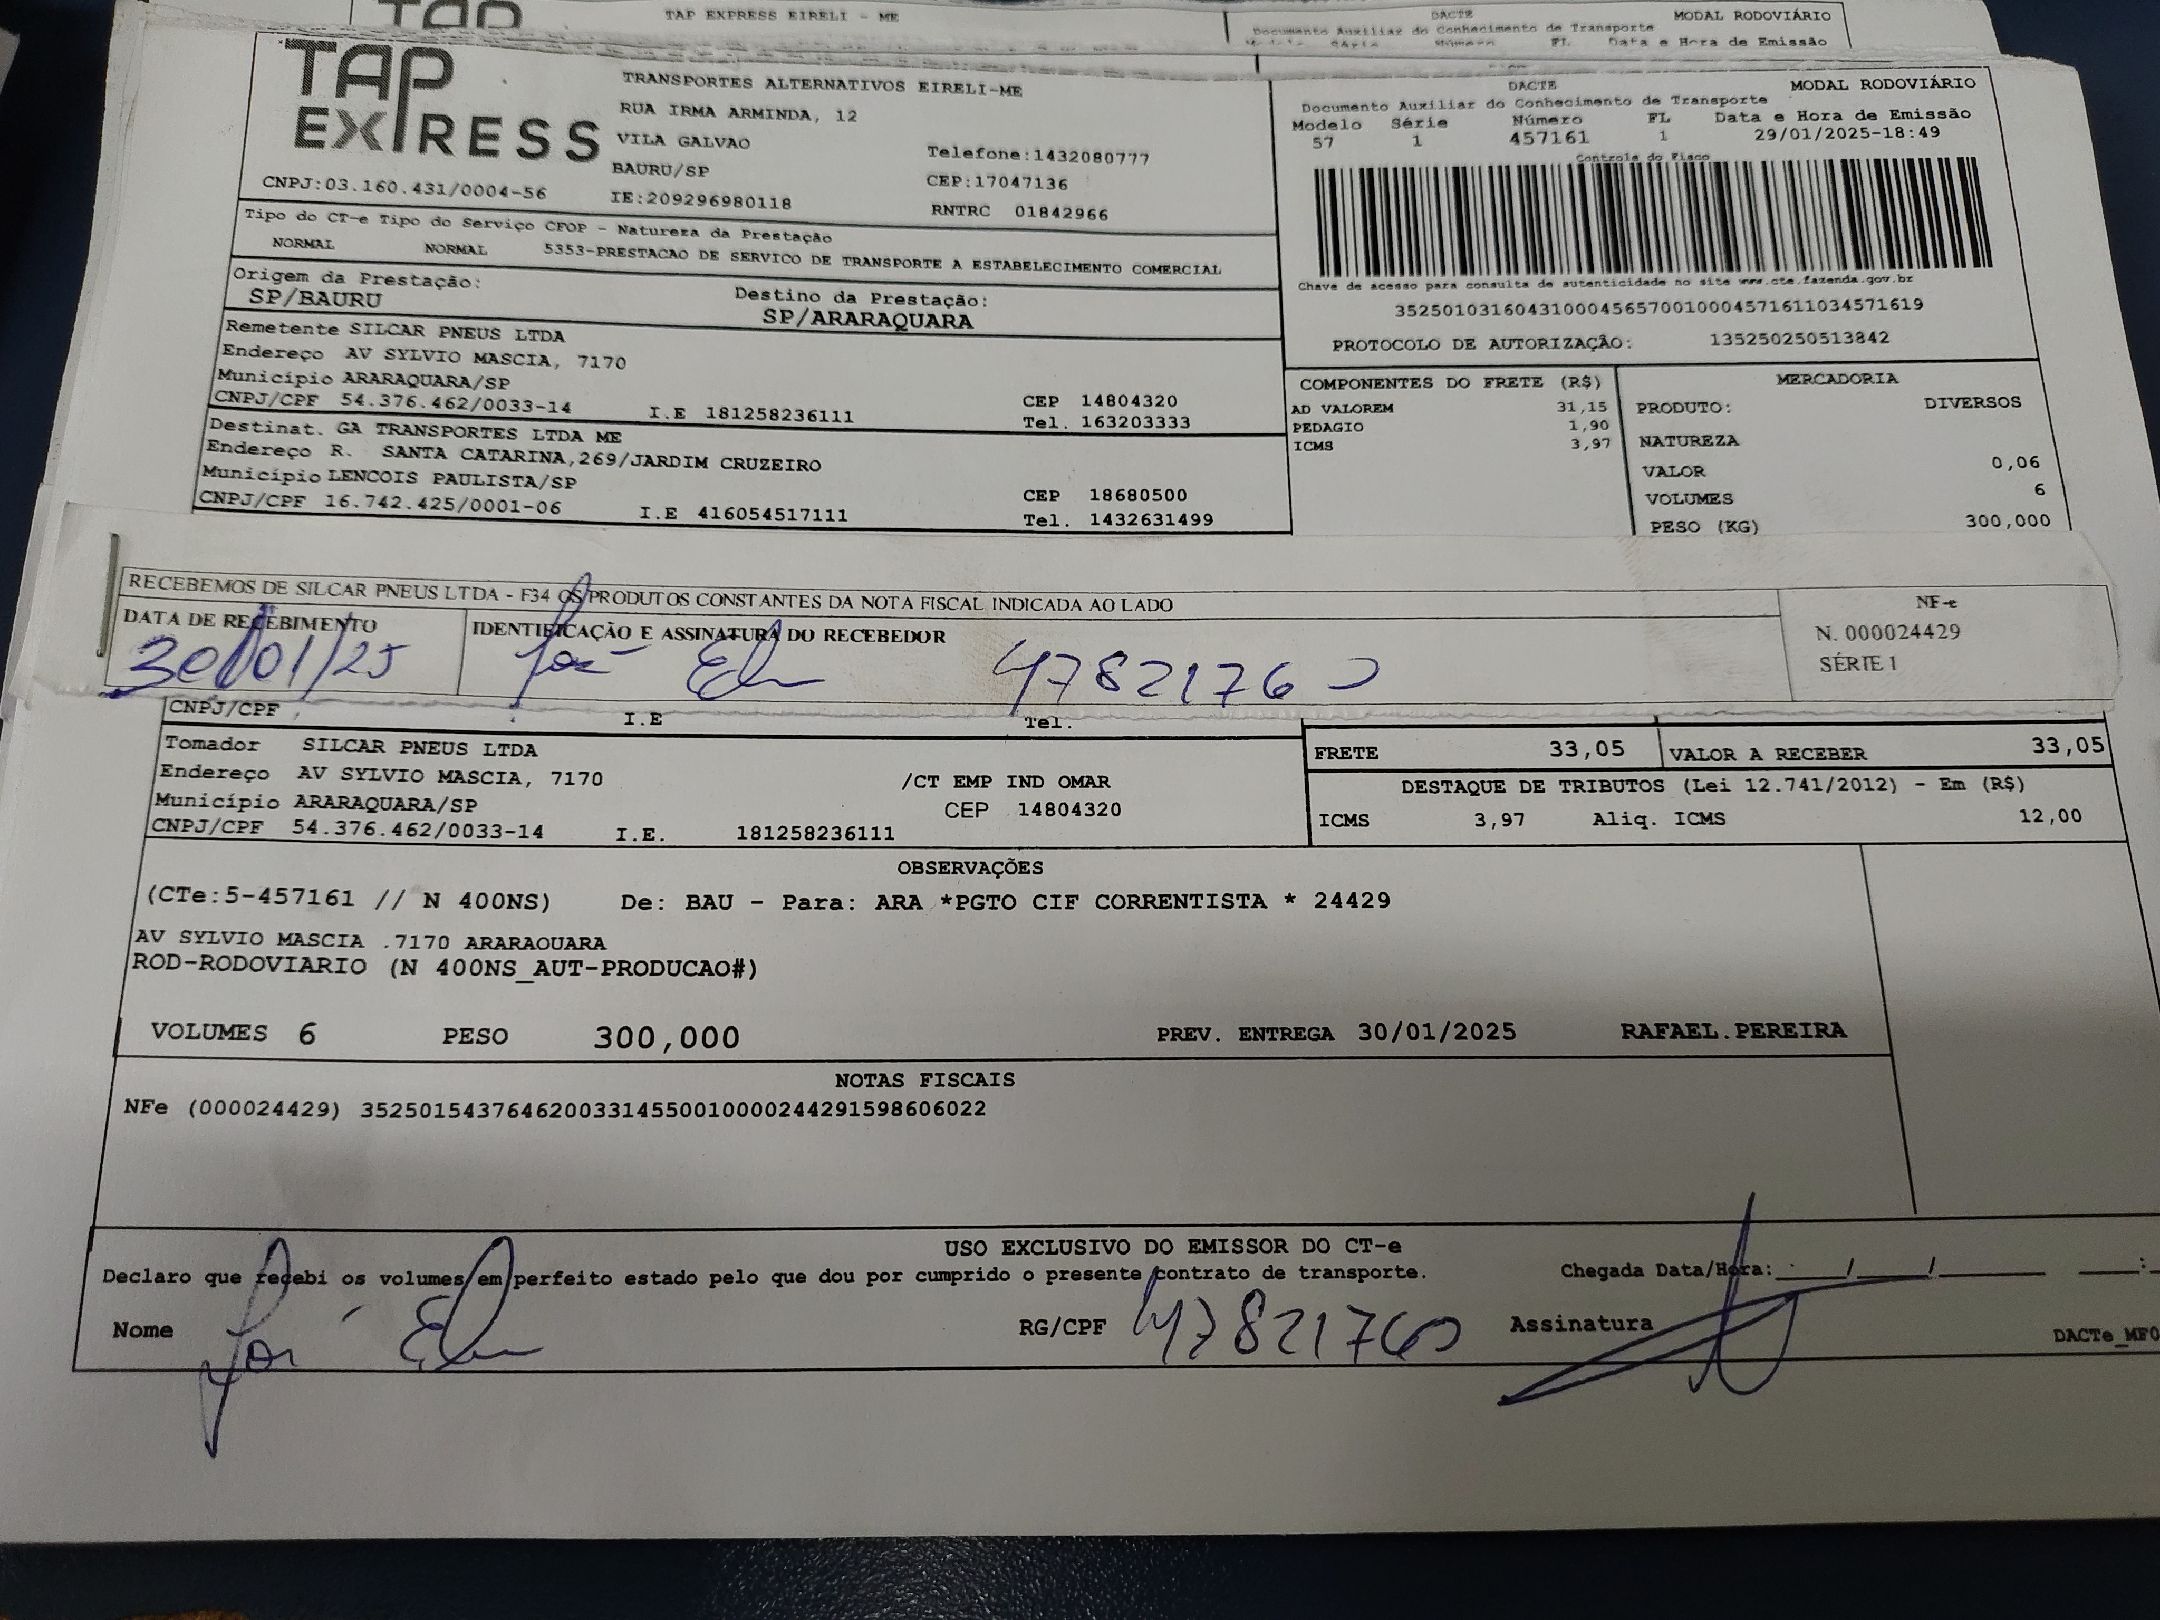 TAP EXPRESS EIRELI - ME
DACTE
MODAL RODOVIÁRIO
Documento Auxiliar do Conhecimento de Transporte
Data e Hora de Emissão
TAP EXPRESS
TRANSPORTES ALTERNATIVOS EIRELI-ME
RUA IRMA ARMINDA, 12
VILA GALVAO
Telefone:1432080777
BAURU/SP
CEP:17047136
CNPJ:03.160.431/0004-56
IE:209296980118
RNTRC 01842966
DACTE
MODAL RODOVIÁRIO
Documento Auxiliar do Conhecimento de Transporte
Modelo Série Número FL Data e Hora de Emissão
57 1 457161 1 29/01/2025-18:49
Controle do Fisco
Chave de acesso para consulta de autenticidade no site www.cte.fazenda.gov.br
35250103160431000456570010004571611034571619
PROTOCOLO DE AUTORIZAÇÃO: 135250250513842
Tipo do CT-e Tipo do Serviço CFOP - Natureza da Prestação
NORMAL NORMAL 5353-PRESTACAO DE SERVICO DE TRANSPORTE A ESTABELECIMENTO COMERCIAL
Origem da Prestação: Destino da Prestação:
SP/BAURU SP/ARARAQUARA
Remetente SILCAR PNEUS LTDA
Endereço AV SYLVIO MASCIA, 7170
Município ARARAQUARA/SP CEP 14804320
CNPJ/CPF 54.376.462/0033-14 I.E 181258236111 Tel. 163203333
Destinat. GA TRANSPORTES LTDA ME
Endereço R. SANTA CATARINA,269/JARDIM CRUZEIRO
Município LENCOIS PAULISTA/SP CEP 18680500
CNPJ/CPF 16.742.425/0001-06 I.E 416054517111 Tel. 1432631499
COMPONENTES DO FRETE (R$)
AD VALOREM 31,15
PEDAGIO 1,90
ICMS 3,97
MERCADORIA
PRODUTO: DIVERSOS
NATUREZA
VALOR 0,06
VOLUMES 6
PESO (KG) 300,000
RECEBEMOS DE SILCAR PNEUS LTDA - F34 OS PRODUTOS CONSTANTES DA NOTA FISCAL INDICADA AO LADO
DATA DE RECEBIMENTO IDENTIFICAÇÃO E ASSINATURA DO RECEBEDOR
30/01/25 José 47821760
NF-e
N. 000024429
SÉRIE 1
CNPJ/CPF I.E Tel.
Tomador SILCAR PNEUS LTDA
Endereço AV SYLVIO MASCIA, 7170 /CT EMP IND OMAR
Município ARARAQUARA/SP CEP 14804320
CNPJ/CPF 54.376.462/0033-14 I.E. 181258236111
FRETE 33,05 VALOR A RECEBER 33,05
DESTAQUE DE TRIBUTOS (Lei 12.741/2012) - Em (R$)
ICMS 3,97 Aliq. ICMS 12,00
OBSERVAÇÕES
(CTe:5-457161 // N 400NS) De: BAU - Para: ARA *PGTO CIF CORRENTISTA * 24429
AV SYLVIO MASCIA .7170 ARARAQUARA
ROD-RODOVIARIO (N 400NS_AUT-PRODUCAO#)
VOLUMES 6 PESO 300,000 PREV. ENTREGA 30/01/2025 RAFAEL.PEREIRA
NOTAS FISCAIS
NFe (000024429) 35250154376462003314550010000244291598606022
USO EXCLUSIVO DO EMISSOR DO CT-e
Declaro que recebi os volumes em perfeito estado pelo que dou por cumprido o presente contrato de transporte. Chegada Data/Hora: / / :
Nome José RG/CPF 47821760 Assinatura
DACTe_MF0